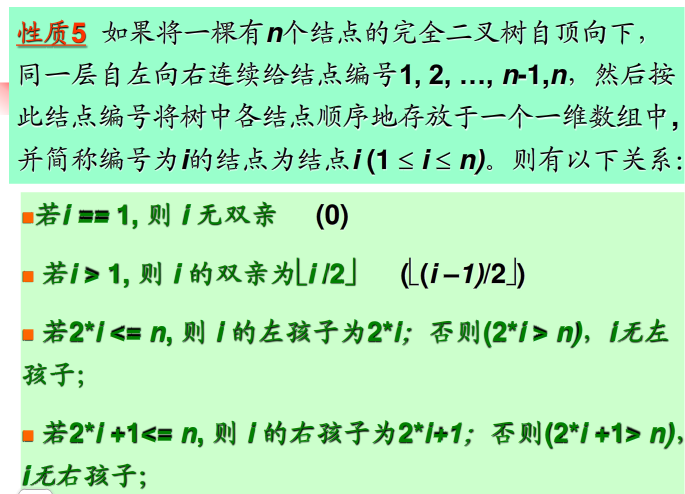 性质5 如果将一棵有n个结点的完全二叉树自顶向下，
同一层自左向右连续给结点编号1, 2, …, n-1,n，然后按
此结点编号将树中各结点顺序地存放于一个一维数组中,
并简称编号为i的结点为结点i (1 ≤ i ≤ n)。则有以下关系:
若i == 1, 则 i 无双亲 (0)
若i > 1, 则 i 的双亲为⌊i /2⌋ (⌊(i –1)/2⌋)
若2*i <= n, 则 i 的左孩子为2*i; 否则(2*i > n)，i无左
孩子;
若2*i +1<= n, 则 i 的右孩子为2*i+1; 否则(2*i +1> n)，
i无右孩子;